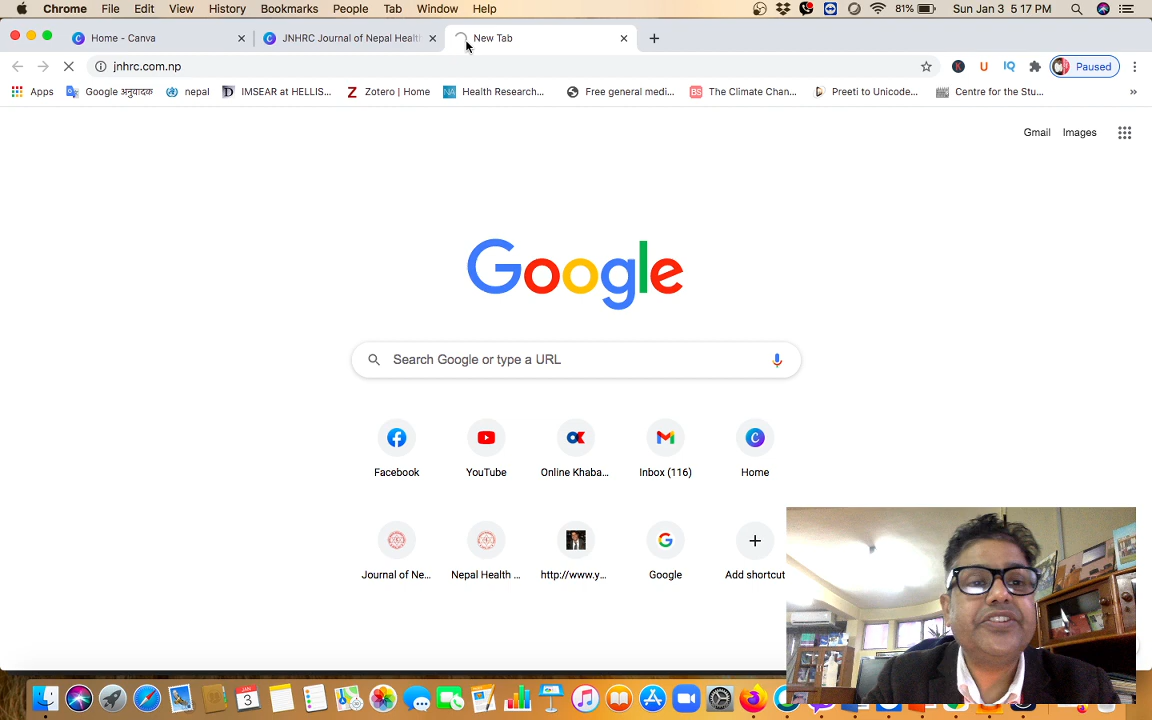 Chrome File Edit View History Bookmarks People Tab Window Help 81% Sun Jan 3 5:17 PM
Home - Canva JNHRC Journal of Nepal Healt New Tab
jnhrc.com.np Paused
Apps Google अनुवादक nepal IMSEAR at HELLIS... Zotero | Home Health Research... Free general medi... The Climate Chan... Preeti to Unicode... Centre for the Stu...
Gmail Images
Google
Search Google or type a URL
Facebook YouTube Online Khaba... Inbox (116) Home
Journal of Ne... Nepal Health ... http://www.y... Google Add shortcut